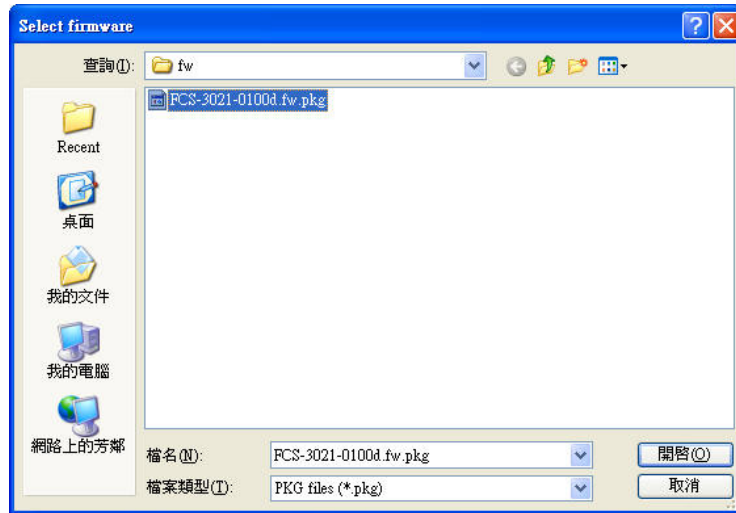 Select firmware
查詢(I):
fw
FCS-3021-0100d.fw.pkg
Recent
桌面
我的文件
我的電腦
網路上的芳鄰
檔名(N):
FCS-3021-0100d.fw.pkg
開啓(O)
檔案類型(T):
PKG files (*.pkg)
取消